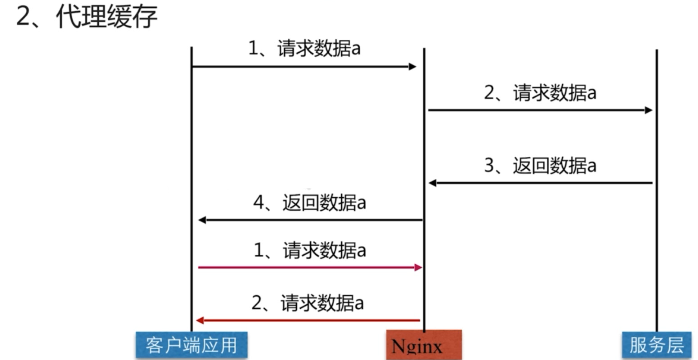 2、代理缓存
1、请求数据a
2、请求数据a
3、返回数据a
4、返回数据a
1、请求数据a
2、请求数据a
客户端应用
Nginx
服务层